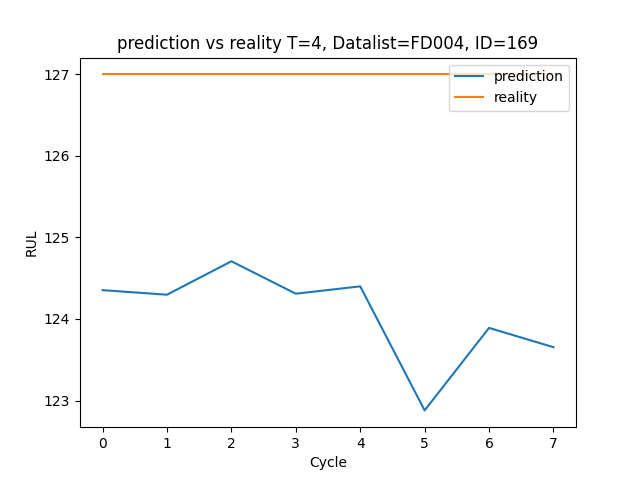 prediction vs reality T=4, Datalist=FD004, ID=169
127
126
125
124
123
RUL
prediction
reality
0 1 2 3 4 5 6 7
Cycle